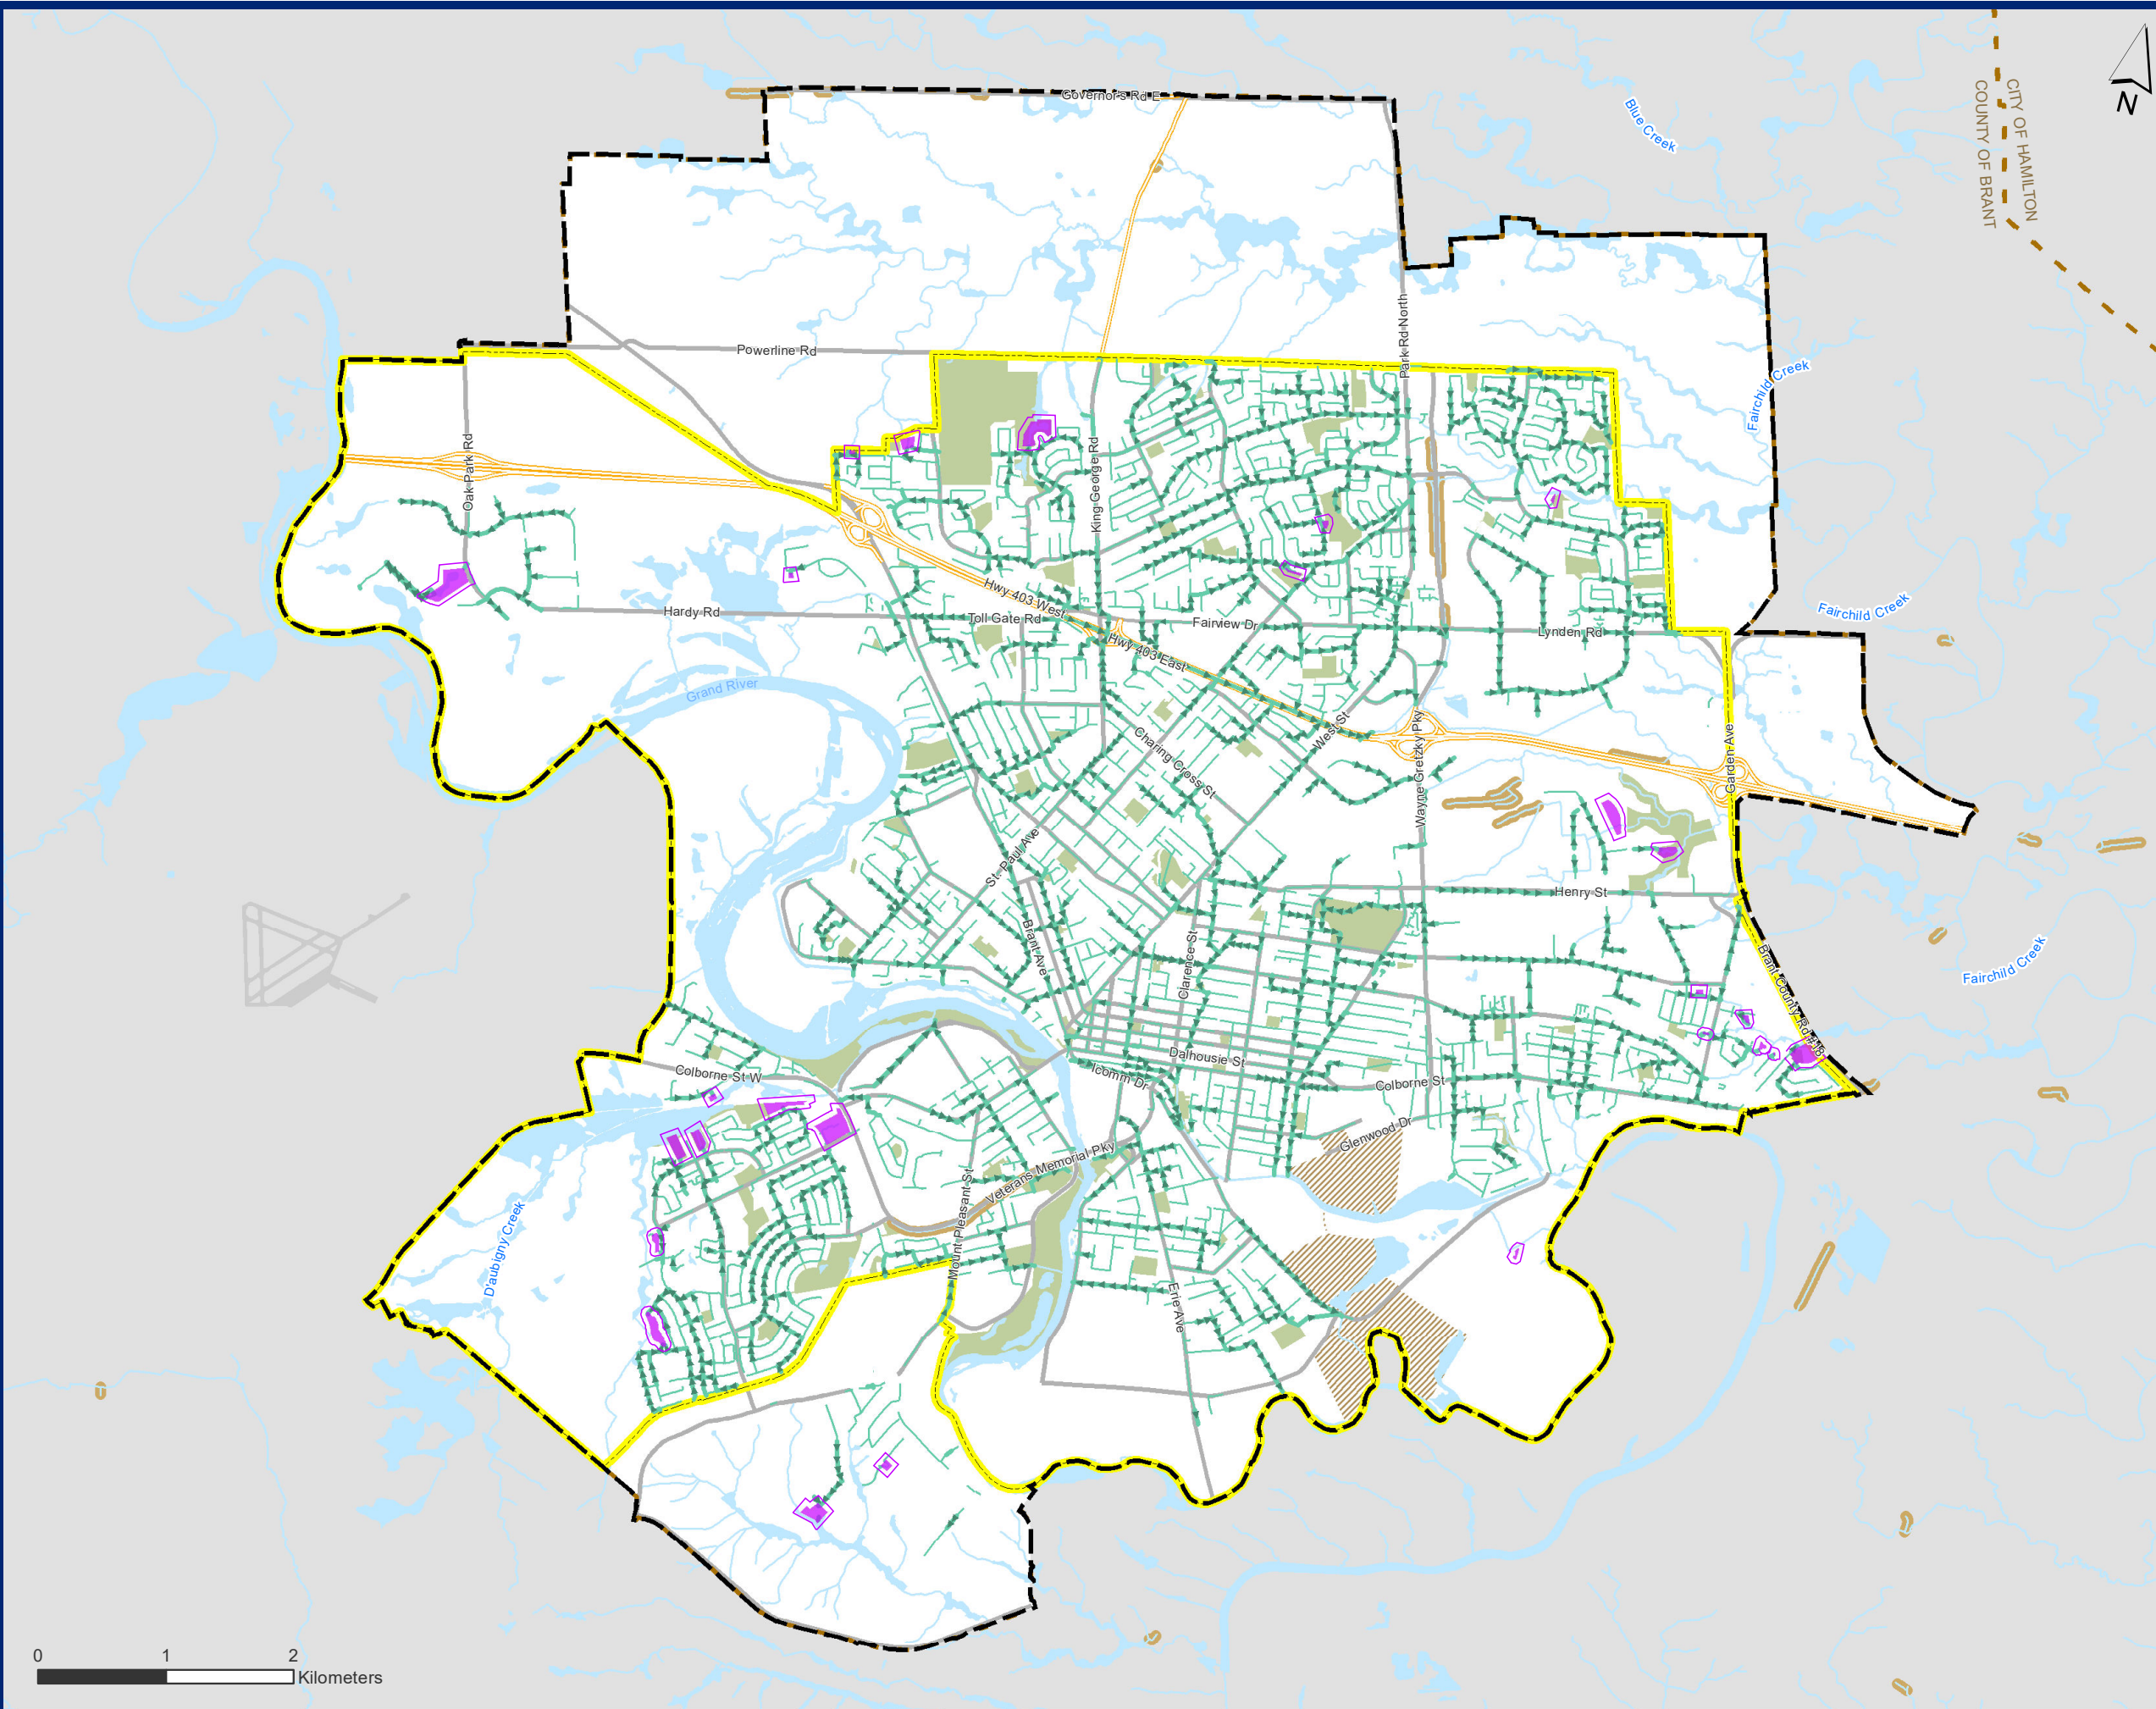 Governor's Rd E
Blue Creek
CITY OF HAMILTON
COUNTY OF BRANT
N
Powerline Rd
Park Rd North
Fairchild Creek
Oak Park Rd
King George Rd
Hwy 403 West
Hardy Rd
Toll Gate Rd
Fairview Dr
Lynden Rd
Fairchild Creek
Hwy 403 East
Grand River
Charing Cross St
West St
Wayne Gretzky Pky
Garden Ave
St. Paul Ave
Henry St
Brant Ave
Clarence St
Brant County Rd #18
Fairchild Creek
Dalhousie St
Colborne St W
Icomm Dr
Colborne St
Glenwood Dr
Veterans Memorial Pky
Mount Pleasant St
D'aubigny Creek
Erie Ave
0 1 2
Kilometers